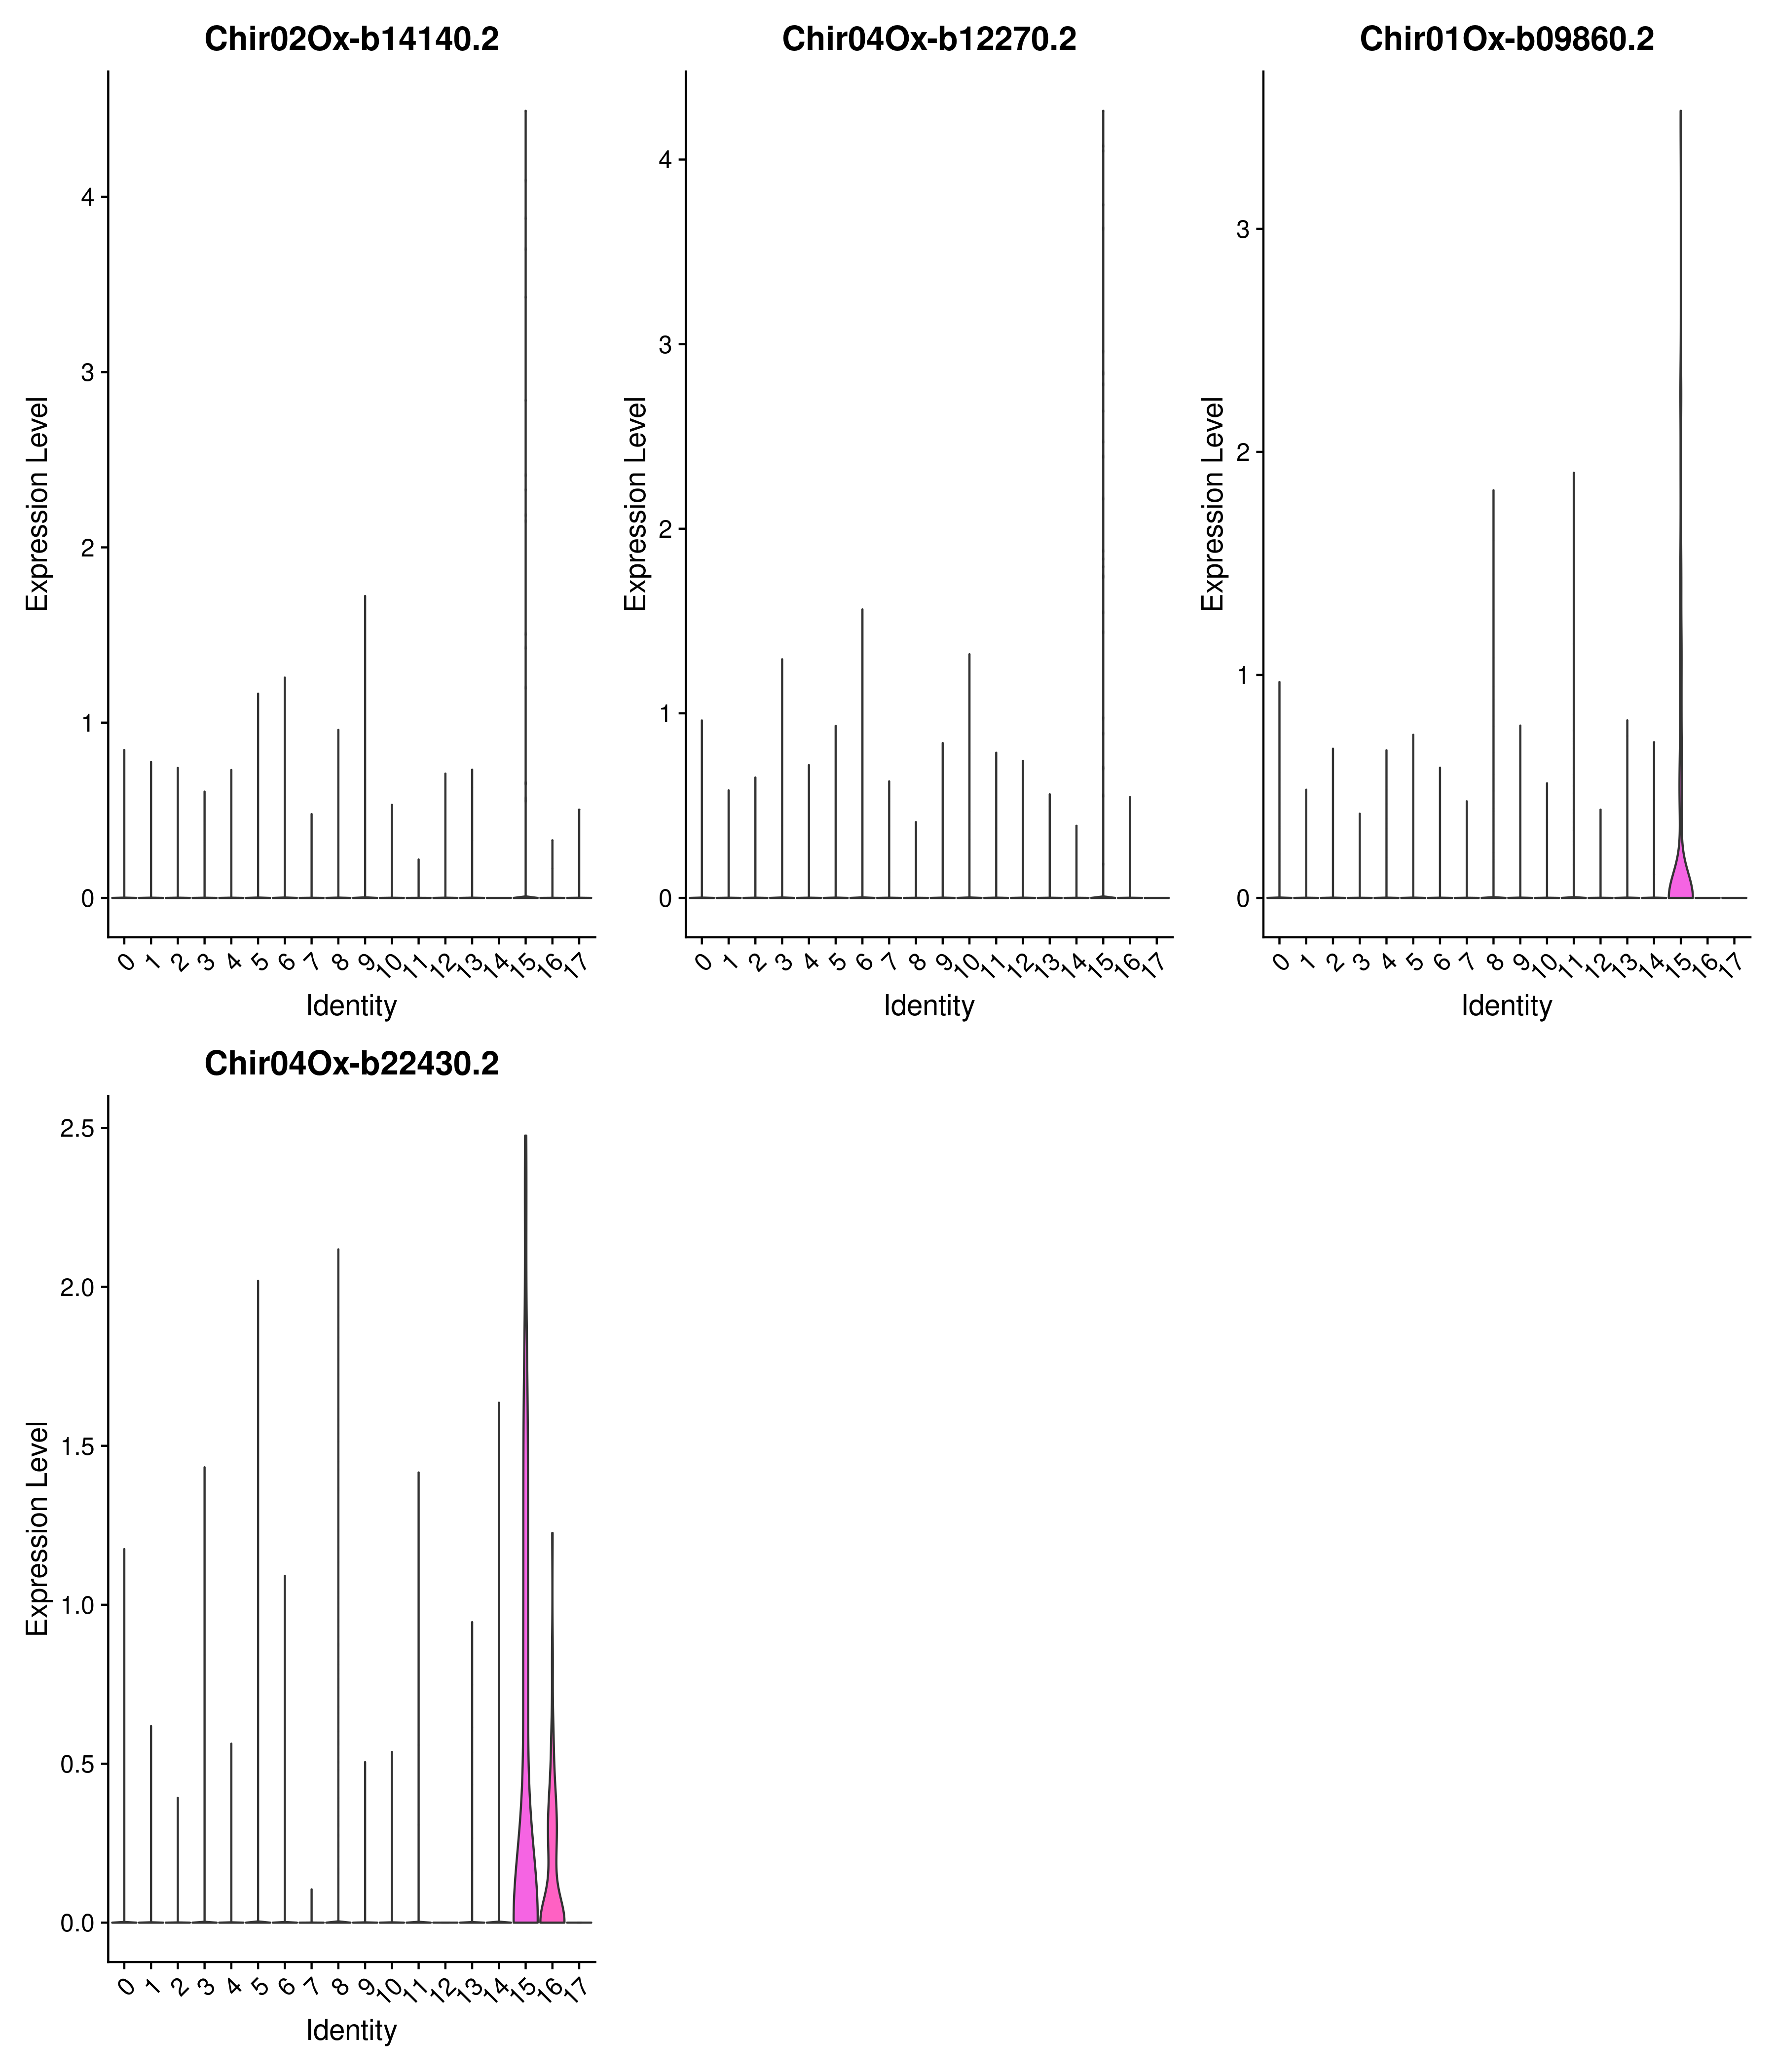 Chir02Ox-b14140.2
Expression Level
4
3
2
1
0
0 1 2 3 4 5 6 7 8 9 10 11 12 13 14 15 16 17
Identity
Chir04Ox-b12270.2
Expression Level
4
3
2
1
0
0 1 2 3 4 5 6 7 8 9 10 11 12 13 14 15 16 17
Identity
Chir01Ox-b09860.2
Expression Level
3
2
1
0
0 1 2 3 4 5 6 7 8 9 10 11 12 13 14 15 16 17
Identity
Chir04Ox-b22430.2
Expression Level
2.5
2.0
1.5
1.0
0.5
0.0
0 1 2 3 4 5 6 7 8 9 10 11 12 13 14 15 16 17
Identity